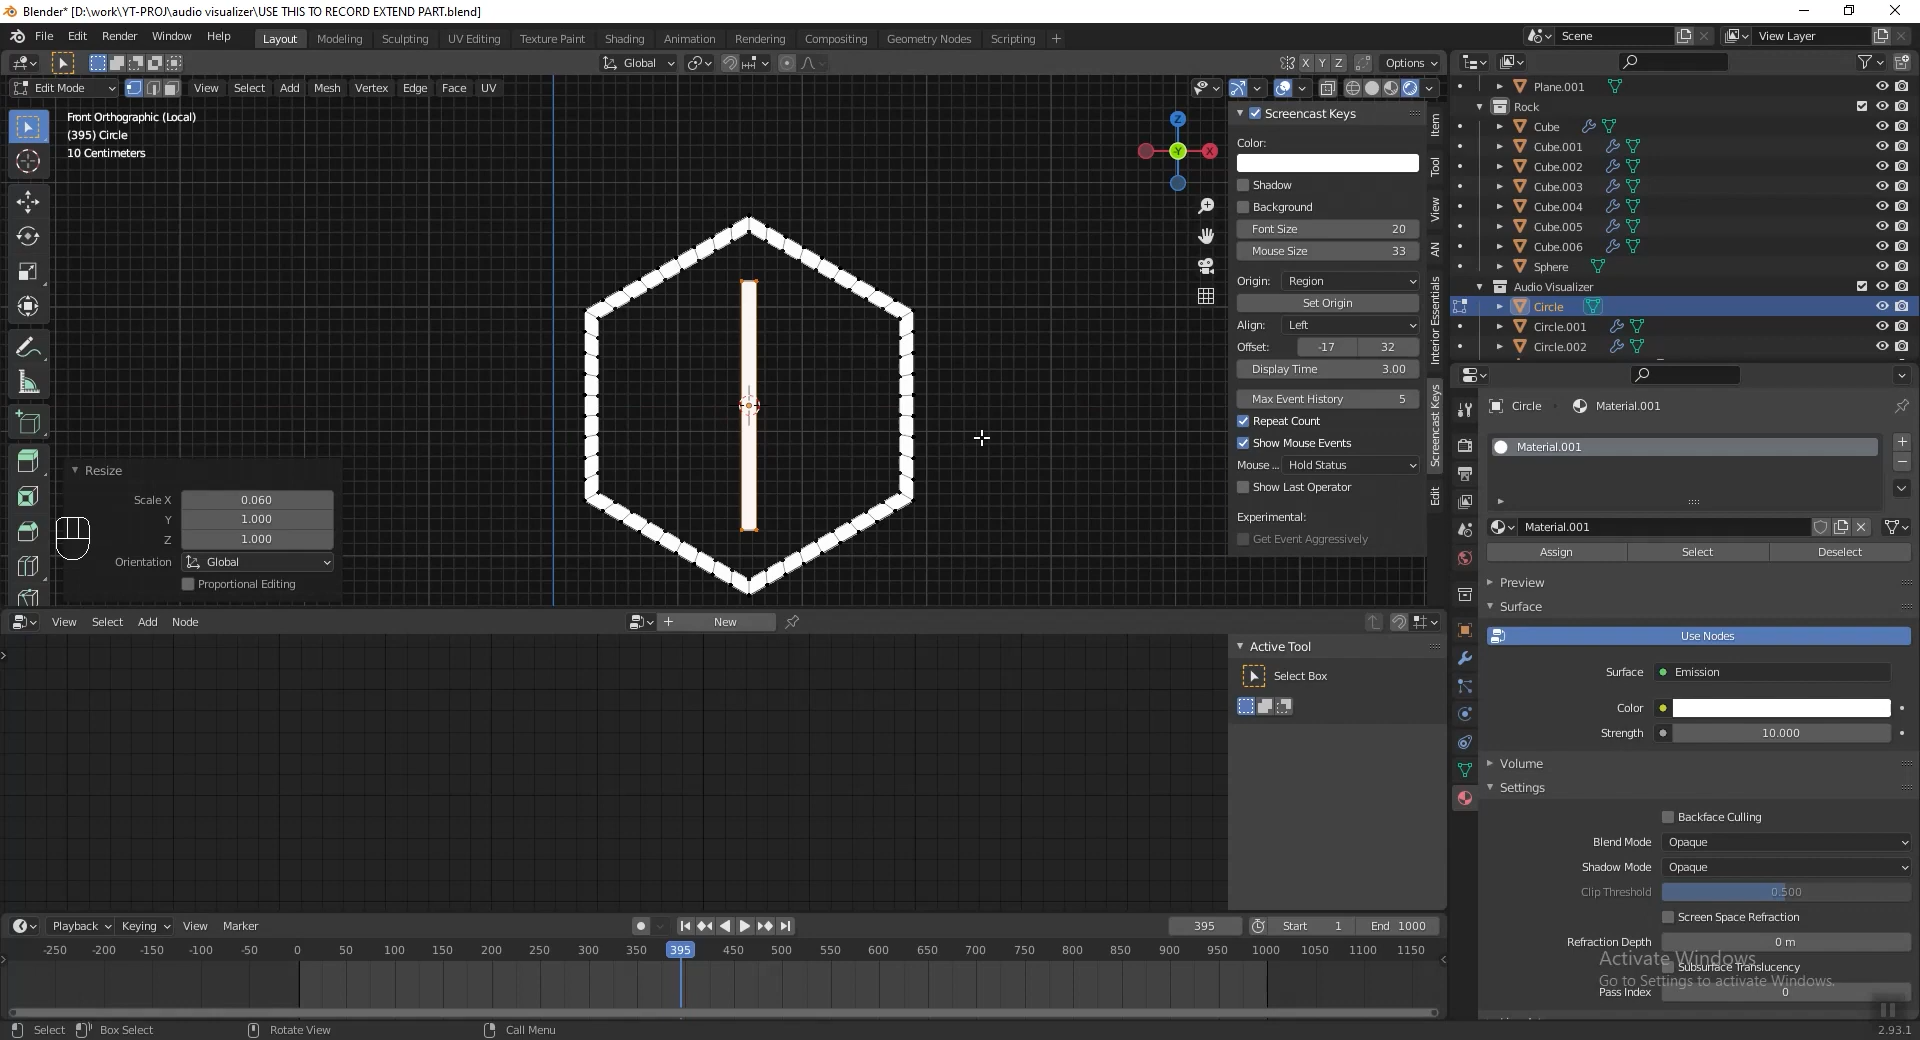 Blender* [D:\work\YT-PROJ\audio visualizer\USE THIS TO RECORD EXTEND PART.blend]
File Edit Render Window Help Layout Modeling Sculpting UV Editing Texture Paint Shading Animation Rendering Compositing Geometry Nodes Scripting + Scene View Layer
Global X Y Z Options
Edit Mode View Select Add Mesh Vertex Edge Face UV
Front Orthographic (Local)
(395) Circle
10 Centimeters
Z
X
Y
Resize
Scale X 0.060
Y 1.000
Z 1.000
Orientation Global
Proportional Editing
Screencast Keys
Color:
Shadow
Background
Font Size 20
Mouse Size 33
Origin: Region
Set Origin
Align: Left
Offset: -17 32
Display Time 3.00
Max Event History 5
Repeat Count
Show Mouse Events
Mouse ... Hold Status
Show Last Operator
Experimental:
Get Event Aggressively
Item
Tool
View
AN
Interior Essentials
Screencast Keys
Edit
Plane.001
Rock
Cube
Cube.001
Cube.002
Cube.003
Cube.004
Cube.005
Cube.006
Sphere
Audio Visualizer
Circle
Circle.001
Circle.002
Circle Material.001
Material.001
Material.001
Assign Select Deselect
Preview
Surface
Use Nodes
Surface Emission
Color
Strength 10.000
Volume
Settings
Backface Culling
Blend Mode Opaque
Shadow Mode Opaque
Clip Threshold 0.500
Screen Space Refraction
Refraction Depth 0 m
Subsurface Translucency
Pass Index 0
Activate Windows
Go to Settings to activate Windows.
View Select Add Node + New
Active Tool
Select Box
Playback Keying View Marker 395 Start 1 End 1000
-250 -200 -150 -100 -50 0 50 100 150 200 250 300 350 395 450 500 550 600 650 700 750 800 850 900 950 1000 1050 1100 1150
Select Box Select Rotate View Call Menu 2.93.1